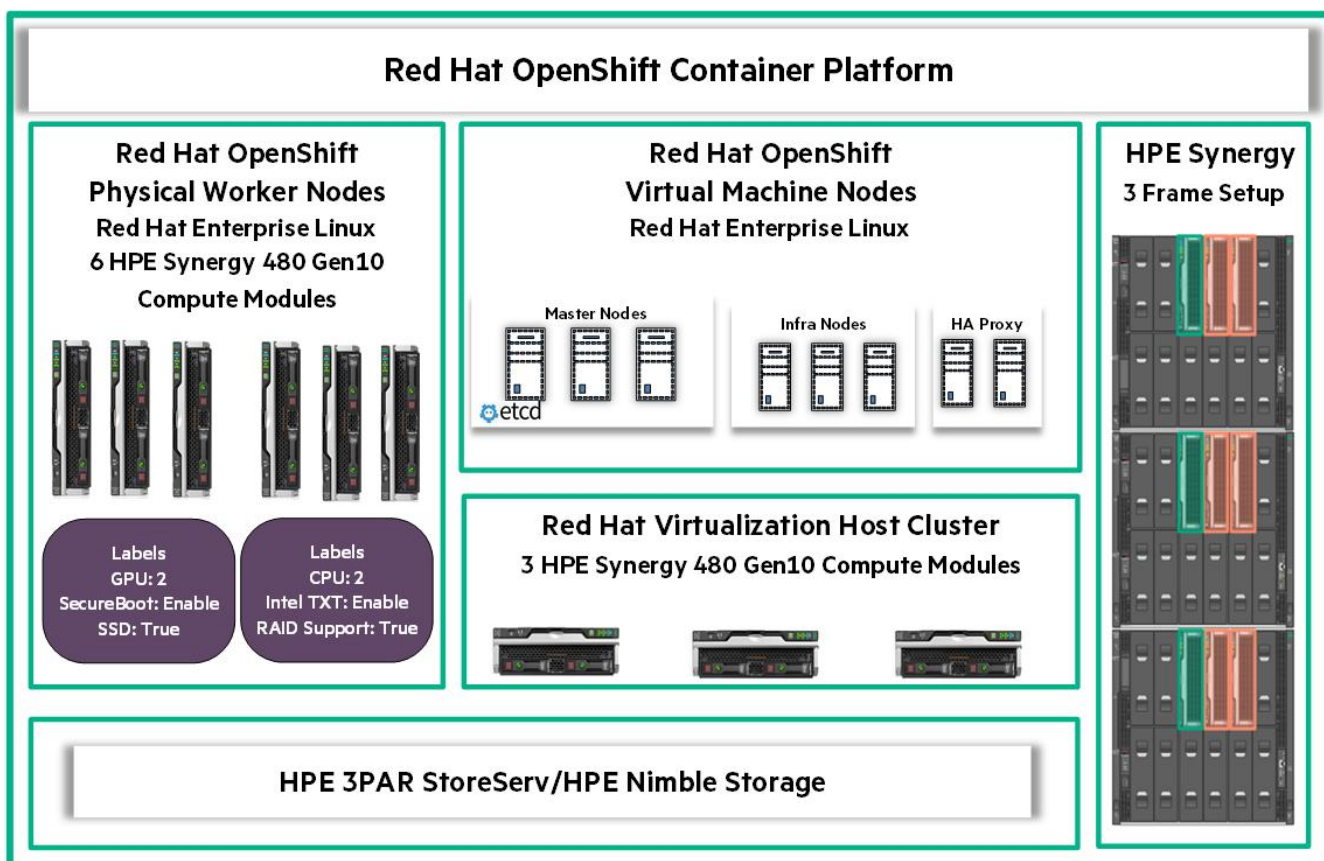 Red Hat OpenShift Container Platform
Red Hat OpenShift
Physical Worker Nodes
Red Hat Enterprise Linux
6 HPE Synergy 480 Gen10
Compute Modules
Labels
GPU: 2
SecureBoot: Enable
SSD: True
Labels
CPU: 2
Intel TXT: Enable
RAID Support: True
Red Hat OpenShift
Virtual Machine Nodes
Red Hat Enterprise Linux
Master Nodes
etcd
Infra Nodes
HA Proxy
Red Hat Virtualization Host Cluster
3 HPE Synergy 480 Gen10 Compute Modules
HPE Synergy
3 Frame Setup
HPE 3PAR StoreServ/HPE Nimble Storage